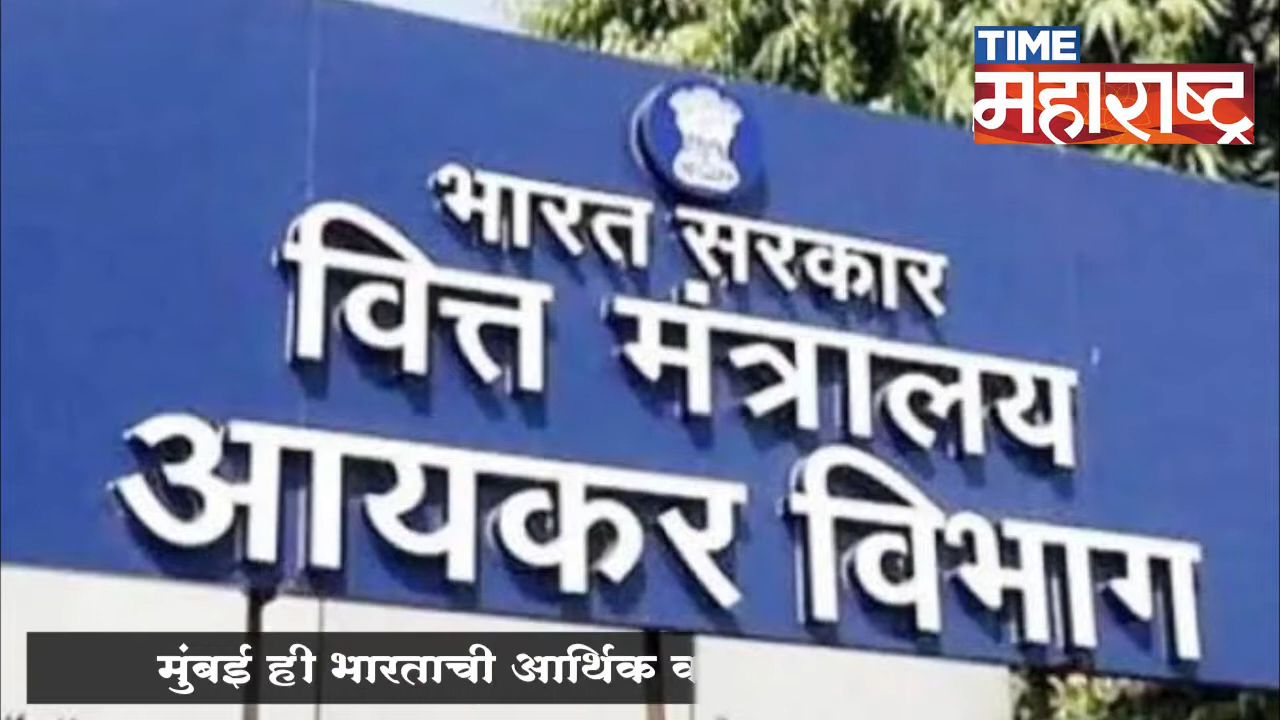 TIME
महाराष्ट्र
भारत सरकार
वित्त मंत्रालय
आयकर विभाग
मुंबई ही भारताची आर्थिक